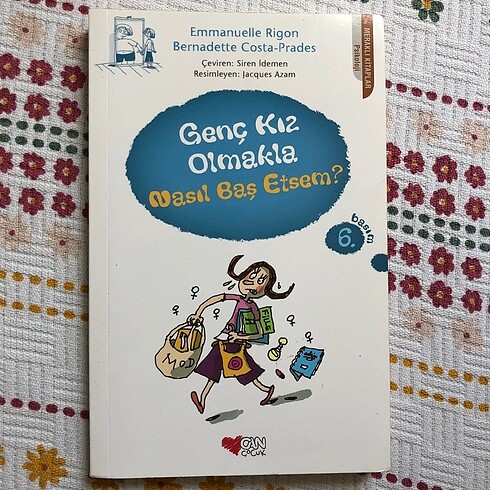 Emmanuelle Rigon
Bernadette Costa-Prades
Çeviren: Siren İdemen
Resimleyen: Jacques Azam
MERAKLI KİTAPLAR
Psikoloji
Genç Kız
Olmakla
Nasıl Baş Etsem?
6. basım
MOD
CAN
ÇOCUK